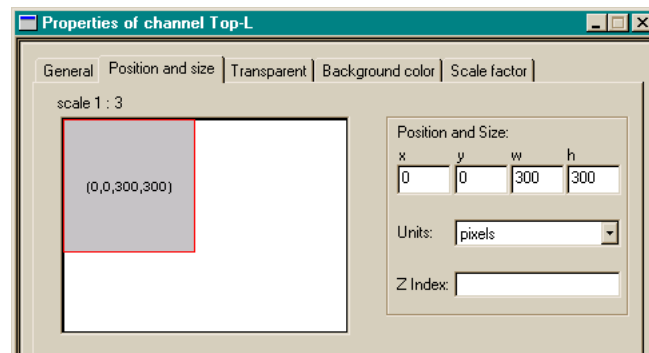 Properties of channel Top-L
General Position and size Transparent Background color Scale factor
scale 1 : 3
(0,0,300,300)
Position and Size:
x y w h
0 0 300 300
Units: pixels
Z Index: